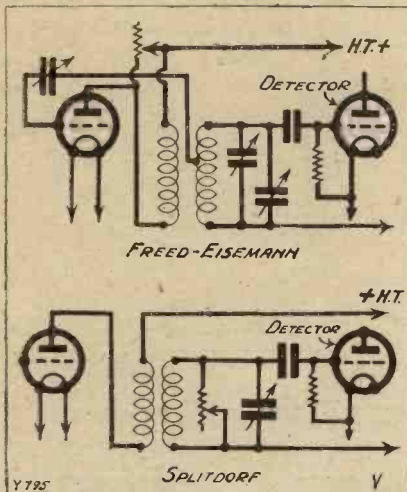 H.T.+
DETECTOR
FREED-EISEMANN
+H.T.
DETECTOR
SPLITDORF
Y795
V